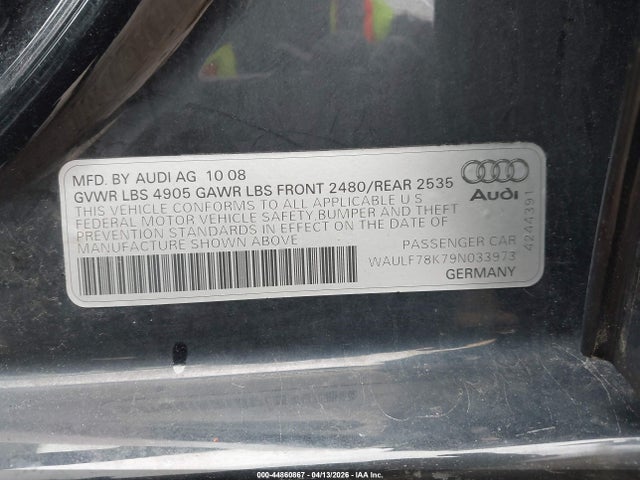 MFD. BY AUDI AG 10 08
GVWR LBS 4905 GAWR LBS FRONT 2480/REAR 2535
THIS VEHICLE CONFORMS TO ALL APPLICABLE U S
FEDERAL MOTOR VEHICLE SAFETY BUMPER AND THEFT
PREVENTION STANDARDS IN EFFECT ON THE DATE OF
MANUFACTURE SHOWN ABOVE
Audi
PASSENGER CAR
WAULF78K79N033973
GERMANY
4244391
000-44860867 - 04/13/2026 - IAA Inc.